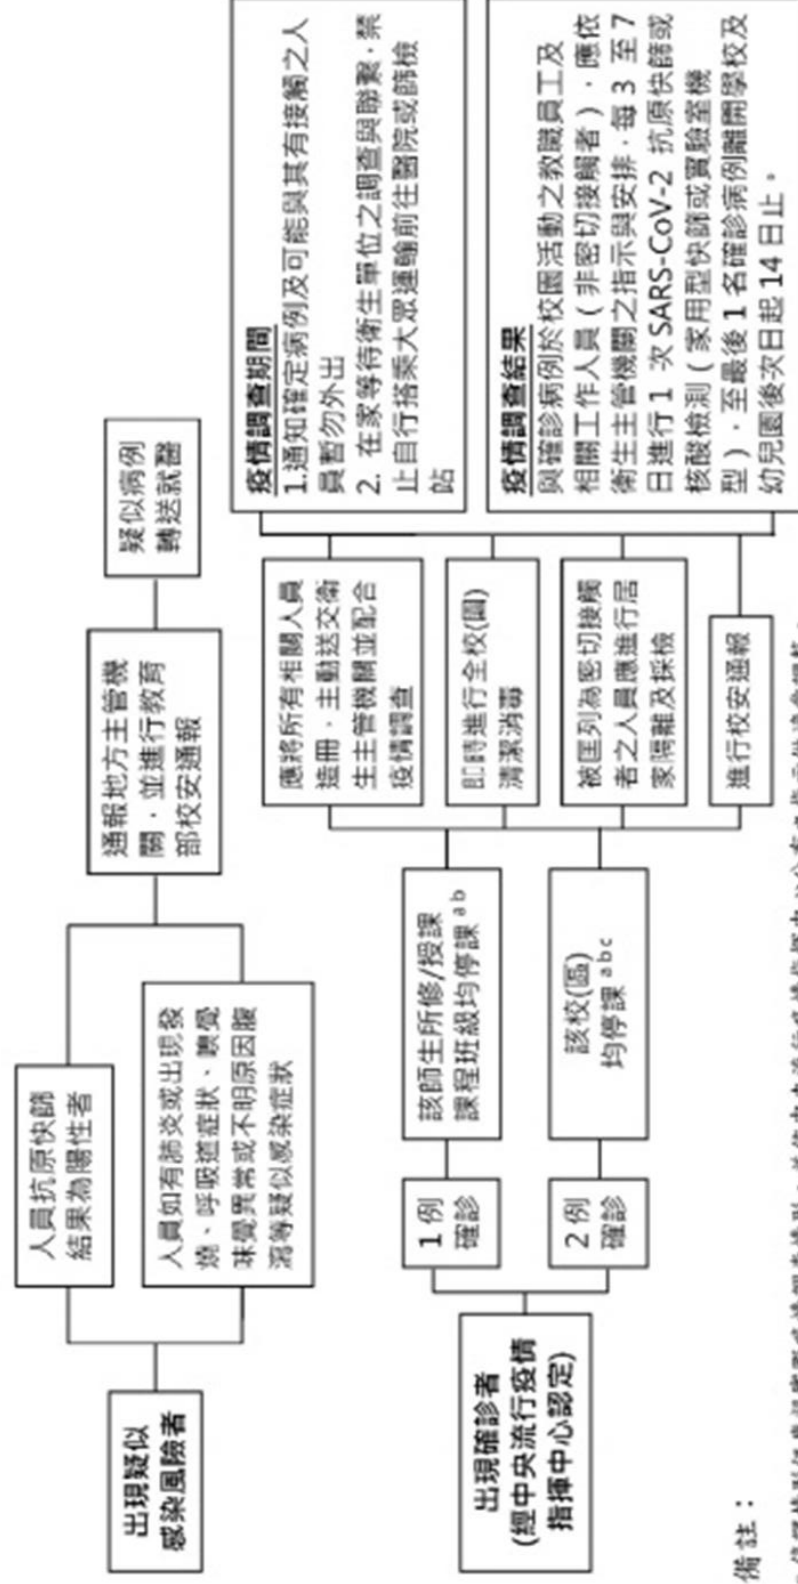 出現疑似
感染風險者
人員抗原快篩
結果為陽性者
人員如有肺炎或出現發
燒、呼吸道症狀、嗅覺
味覺異常或不明原因腹
瀉等疑似感染症狀
通報地方主管機
關，並進行教育
部校安通報
疑似病例
轉送就醫
出現確診者
(經中央流行疫情
指揮中心認定)
1 例
確診
2 例
確診
該師生所修/授課
課程班級均停課 ab
該校(區)
均停課 abc
應將所有相關人員
造冊，主動送交衛
生主管機關並配合
疫情調查
即時進行全校(園)
清潔消毒
被匡列為密切接觸
者之人員應進行居
家隔離及採檢
進行校安通報
疫情調查期間
1.通知確定病例及可能與其有接觸之人
員暫勿外出
2. 在家等待衛生單位之調查與聯繫，禁
止自行搭乘大眾運輸前往醫院或篩檢
站
疫情調查結果
與確診病例於校園活動之教職員工及
相關工作人員（非密切接觸者），應依
衛生主管機關之指示與安排，每 3 至 7
日進行 1 次 SARS-CoV-2 抗原快篩或
核酸檢測（家用型快篩或實驗室機
型），至最後 1 名確診病例離開學校及
幼兒園後次日起 14 日止。
備註：